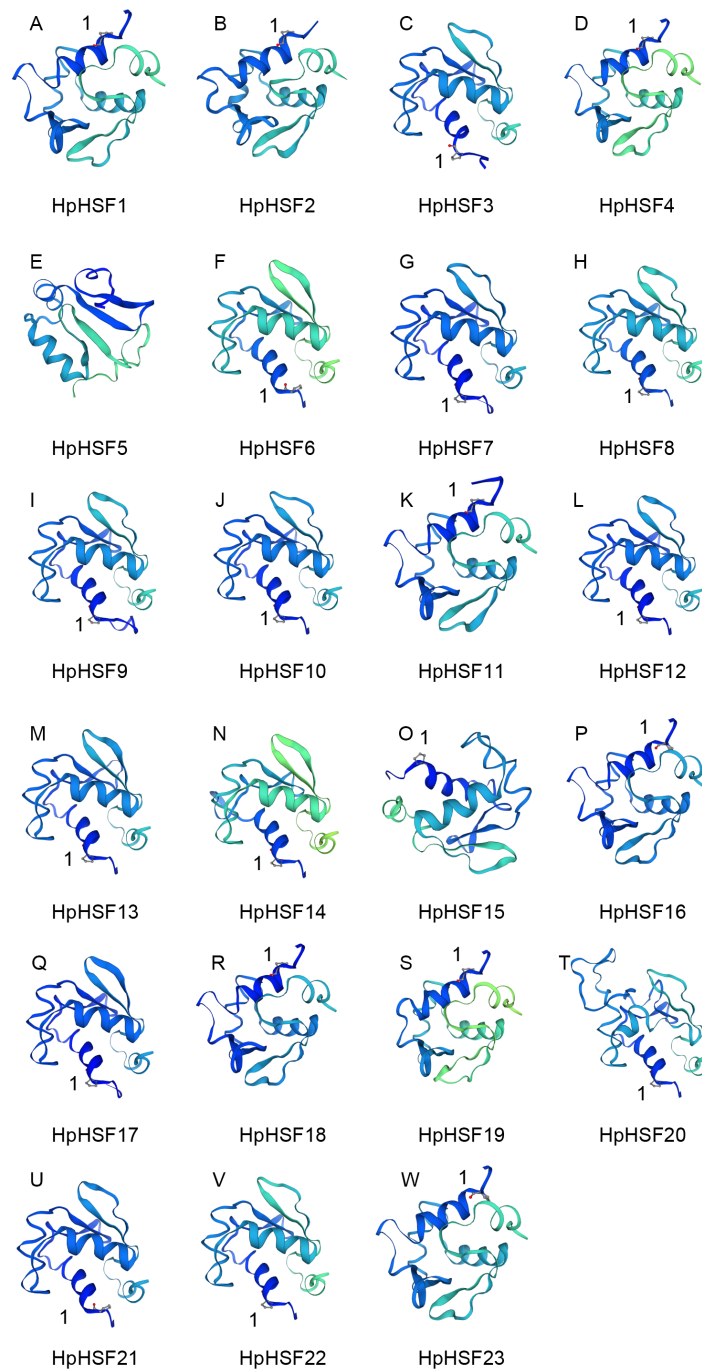 A 1 B 1 C D 1
1
HpHSF1 HpHSF2 HpHSF3 HpHSF4
E F G H
1 1 1
HpHSF5 HpHSF6 HpHSF7 HpHSF8
I J K 1 L
1 1 1
HpHSF9 HpHSF10 HpHSF11 HpHSF12
M N O 1 P 1
1 1
HpHSF13 HpHSF14 HpHSF15 HpHSF16
Q R 1 S 1 T
1 1
HpHSF17 HpHSF18 HpHSF19 HpHSF20
U V W 1
1 1
HpHSF21 HpHSF22 HpHSF23